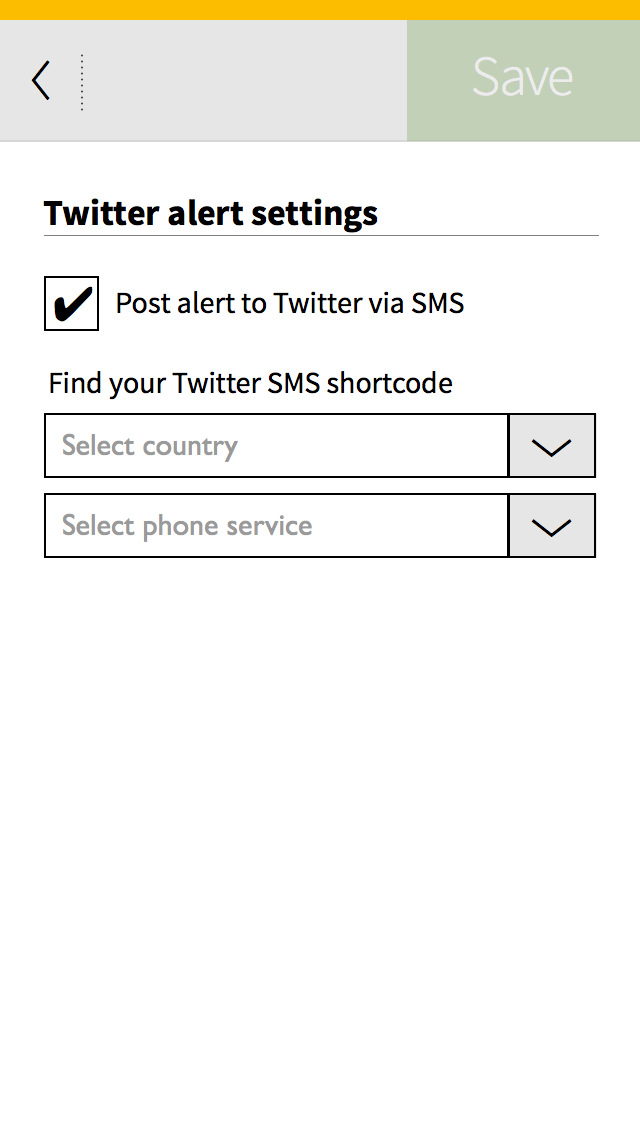 Save
Twitter alert settings
Post alert to Twitter via SMS
Find your Twitter SMS shortcode
Select country
Select phone service